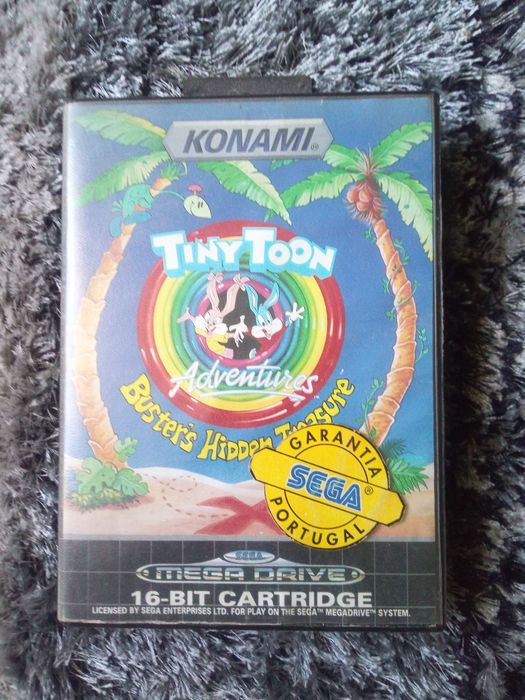 KONAMI®
TINY TOON
Adventures™
BUSTER'S HIDDEN TREASURE
GARANTIA
SEGA®
PORTUGAL
SEGA
MEGA DRIVE
16-BIT CARTRIDGE
LICENSED BY SEGA ENTERPRISES LTD. FOR PLAY ON THE SEGA™ MEGADRIVE™ SYSTEM.